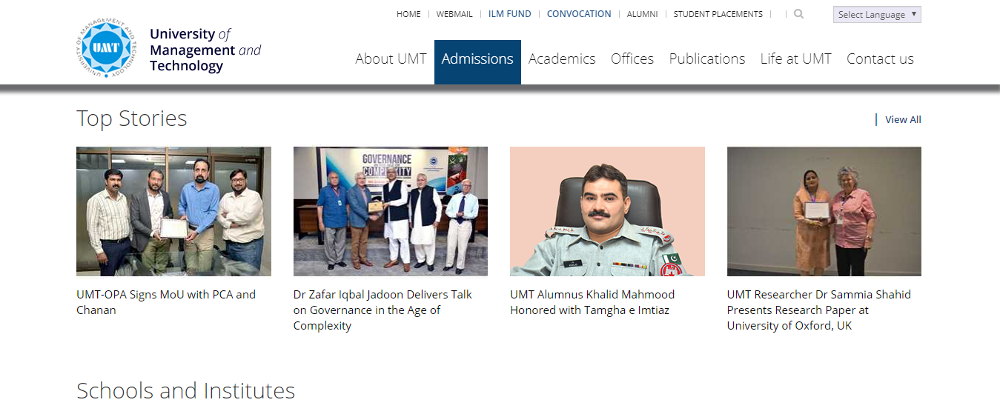 HOME
WEBMAIL
ILM FUND
CONVOCATION
ALUMNI
STUDENT PLACEMENTS
Select Language
UNIVERSITY OF MANAGEMENT AND TECHNOLOGY
UMT
University of
Management and
Technology
About UMT
Admissions
Academics
Offices
Publications
Life at UMT
Contact us
Top Stories
View All
GOVERNANCE
COMPLEXITY
UMT-OPA Signs MoU with PCA and
Chanan
Dr Zafar Iqbal Jadoon Delivers Talk
on Governance in the Age of
Complexity
UMT Alumnus Khalid Mahmood
Honored with Tamgha e Imtiaz
UMT Researcher Dr Sammia Shahid
Presents Research Paper at
University of Oxford, UK
Schools and Institutes